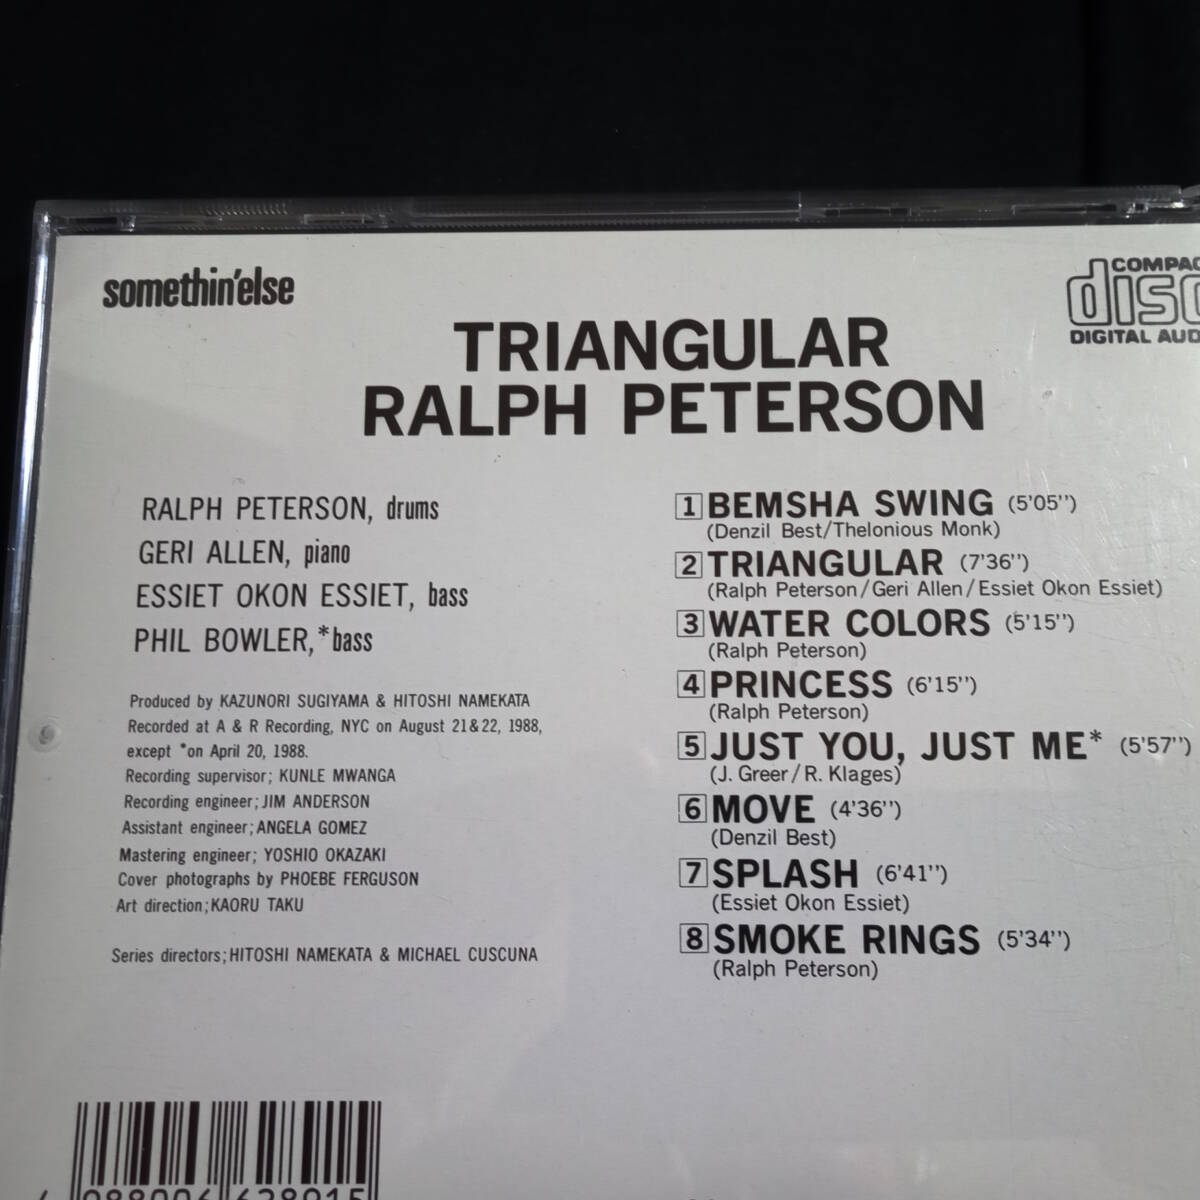 somethin'else
COMPAC
disc
DIGITAL AUD
TRIANGULAR
RALPH PETERSON
RALPH PETERSON, drums
GERI ALLEN, piano
ESSIET OKON ESSIET, bass
PHIL BOWLER,*bass
Produced by KAZUNORI SUGIYAMA & HITOSHI NAMEKATA
Recorded at A & R Recording, NYC on August 21&22, 1988,
except *on April 20, 1988.
Recording supervisor; KUNLE MWANGA
Recording engineer; JIM ANDERSON
Assistant engineer; ANGELA GOMEZ
Mastering engineer; YOSHIO OKAZAKI
Cover photographs by PHOEBE FERGUSON
Art direction; KAORU TAKU
Series directors; HITOSHI NAMEKATA & MICHAEL CUSCUNA
1 BEMSHA SWING (5'05")
(Denzil Best/Thelonious Monk)
2 TRIANGULAR (7'36")
(Ralph Peterson/Geri Allen/Essiet Okon Essiet)
3 WATER COLORS (5'15")
(Ralph Peterson)
4 PRINCESS (6'15")
(Ralph Peterson)
5 JUST YOU, JUST ME* (5'57")
(J. Greer/R. Klages)
6 MOVE (4'36")
(Denzil Best)
7 SPLASH (6'41")
(Essiet Okon Essiet)
8 SMOKE RINGS (5'34")
(Ralph Peterson)
4 988006 628915